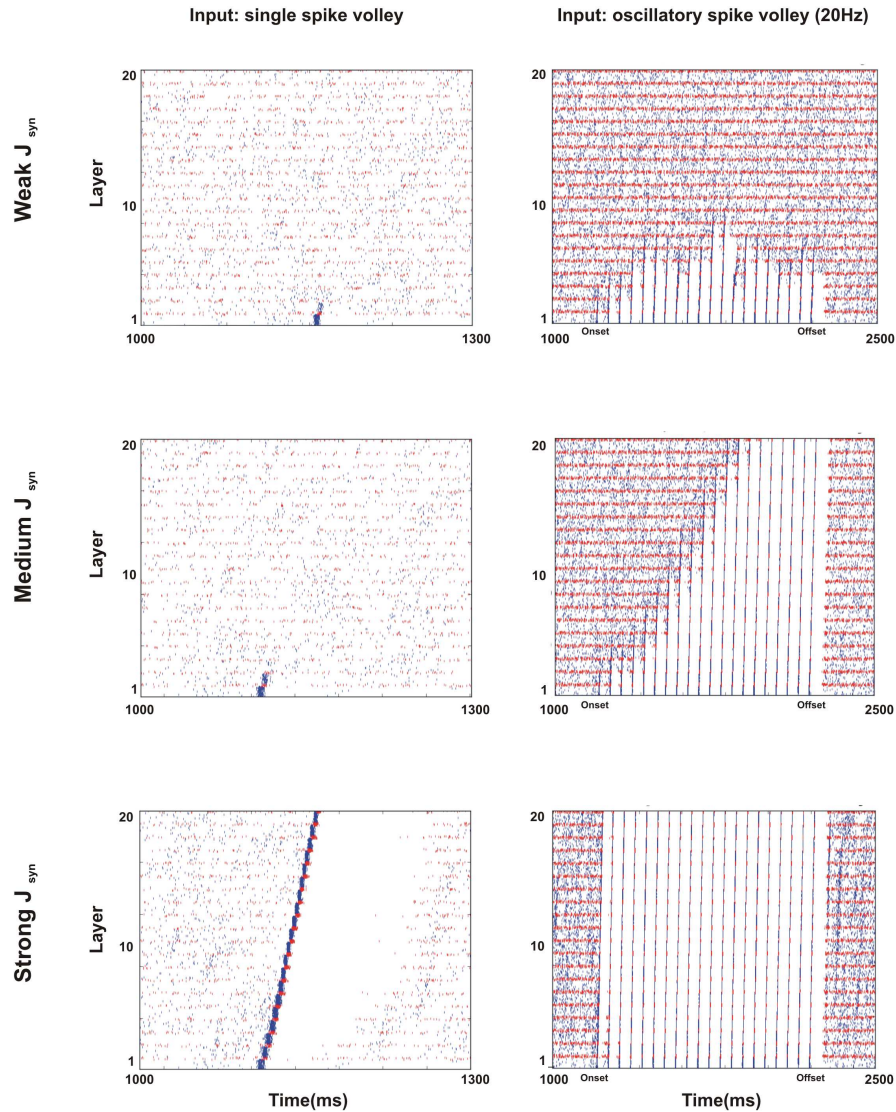 Input: single spike volley
Input: oscillatory spike volley (20Hz)
Weak J syn
Layer
20
10
1
1000
1300
20
10
1
1000
Onset
Offset
2500
Medium J syn
Layer
20
10
1
1000
1300
20
10
1
1000
Onset
Offset
2500
Strong J syn
Layer
20
10
1
1000
1300
Time(ms)
20
10
1
1000
Onset
Offset
2500
Time(ms)